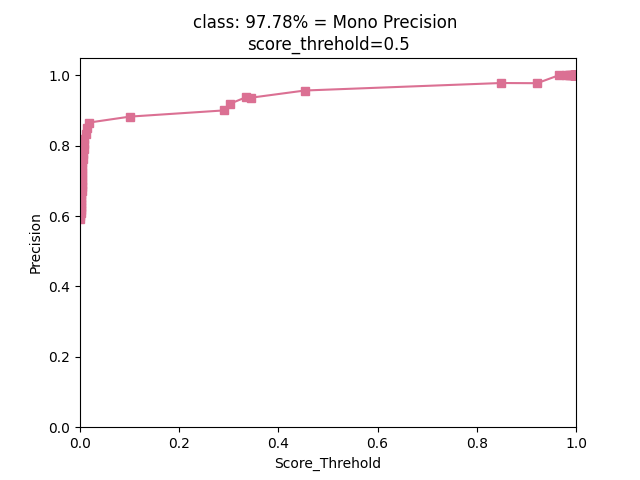 class: 97.78% = Mono Precision
score_threhold=0.5
1.0
0.8
0.6
0.4
0.2
0.0
Precision
0.0 0.2 0.4 0.6 0.8 1.0
Score_Threhold